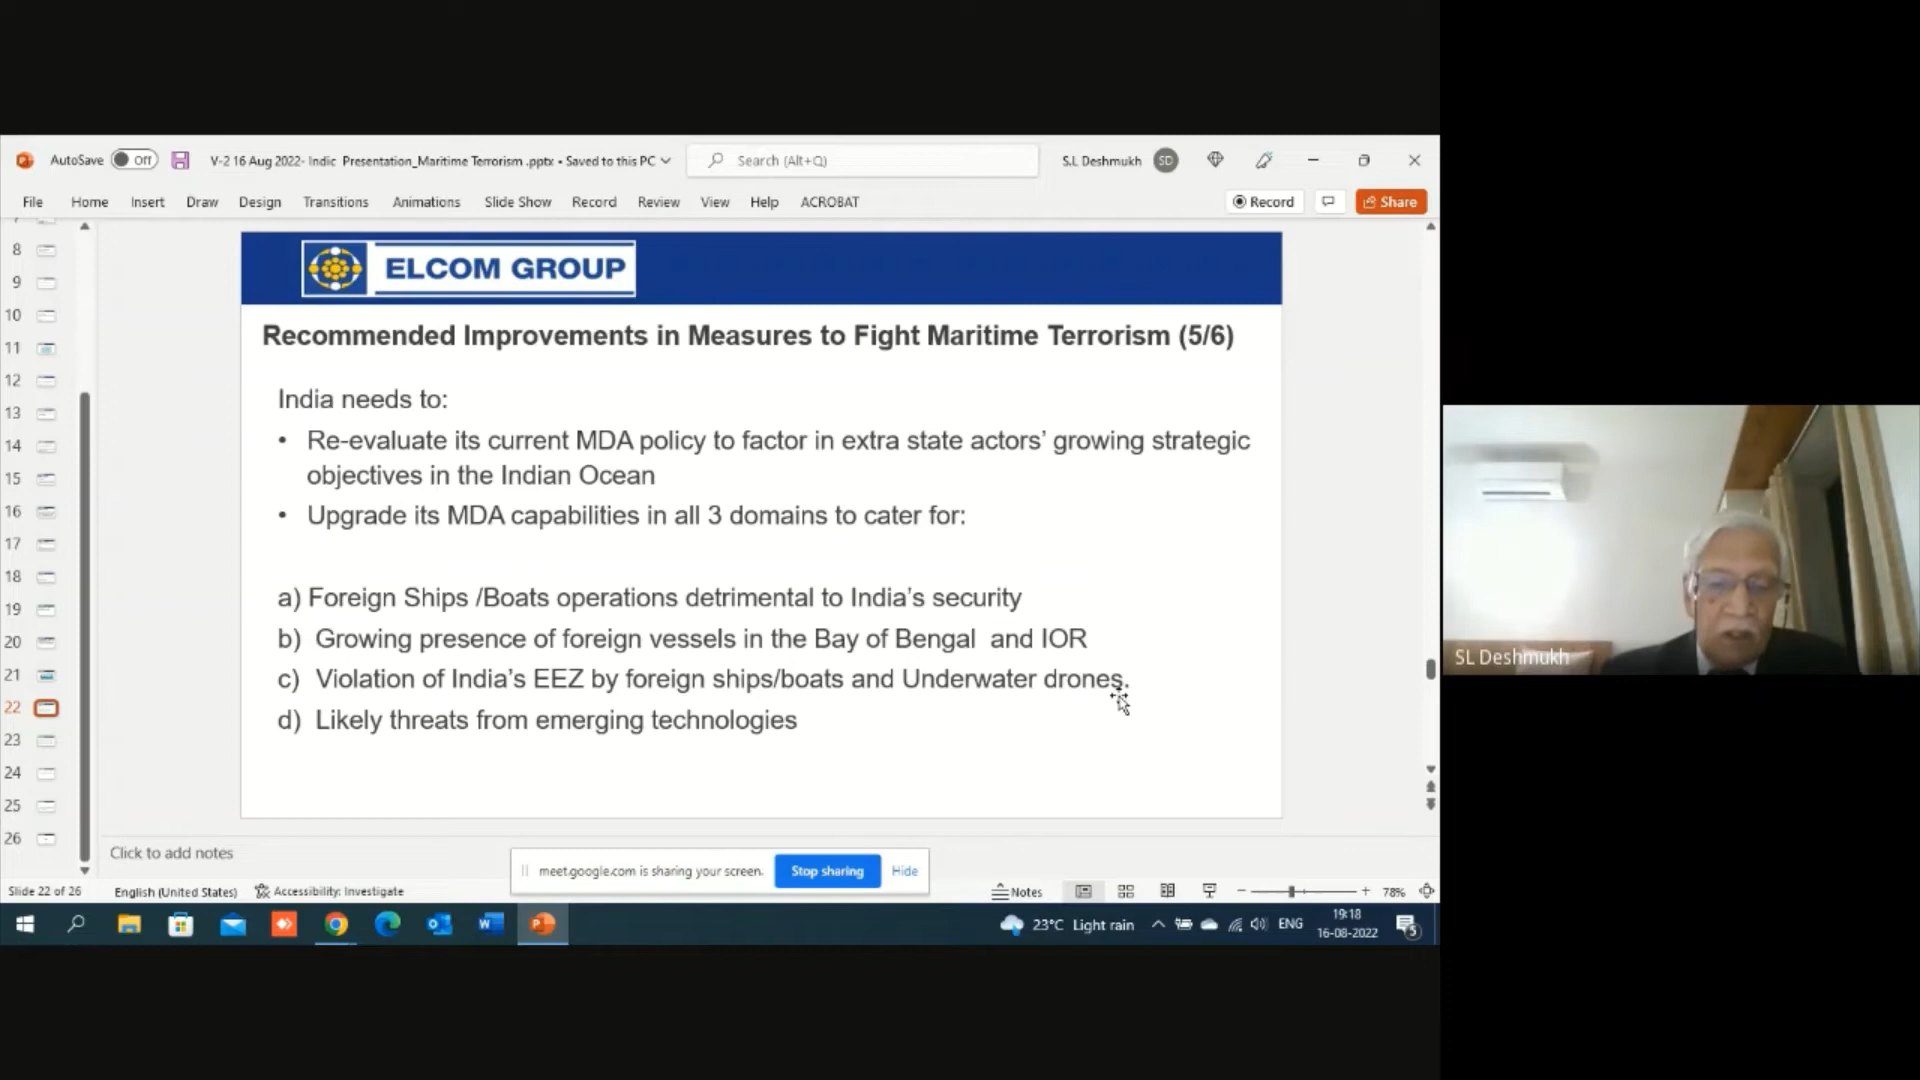 AutoSave Off V-2 16 Aug 2022- Indic Presentation_Maritime Terrorism .pptx • Saved to this PC Search (Alt+Q) S.L Deshmukh SD
File Home Insert Draw Design Transitions Animations Slide Show Record Review View Help ACROBAT Record Share
8
9
10
11
12
13
14
15
16
17
18
19
20
21
22
23
24
25
26
ELCOM GROUP
Recommended Improvements in Measures to Fight Maritime Terrorism (5/6)
India needs to:
• Re-evaluate its current MDA policy to factor in extra state actors’ growing strategic
objectives in the Indian Ocean
• Upgrade its MDA capabilities in all 3 domains to cater for:
a) Foreign Ships /Boats operations detrimental to India’s security
b) Growing presence of foreign vessels in the Bay of Bengal and IOR
c) Violation of India’s EEZ by foreign ships/boats and Underwater drones.
d) Likely threats from emerging technologies
SL Deshmukh
Click to add notes
meet.google.com is sharing your screen. Stop sharing Hide
Slide 22 of 26 English (United States) Accessibility: Investigate Notes 78%
23°C Light rain ENG 19:18
16-08-2022 5